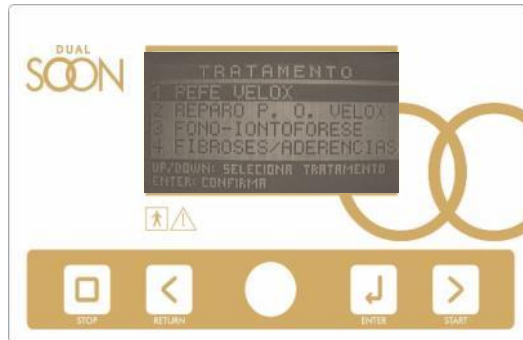 DUAL
SOON
TRATAMENTO
1 REFE VELOX
2 REPARO P. O. VELOX
3 FONO-IONTOFORESE
4 FIBROSES/ADERENCIAS
UP/DOWN: SELECIONA TRATAMENTO
ENTER: CONFIRMA
STOP
RETURN
ENTER
START